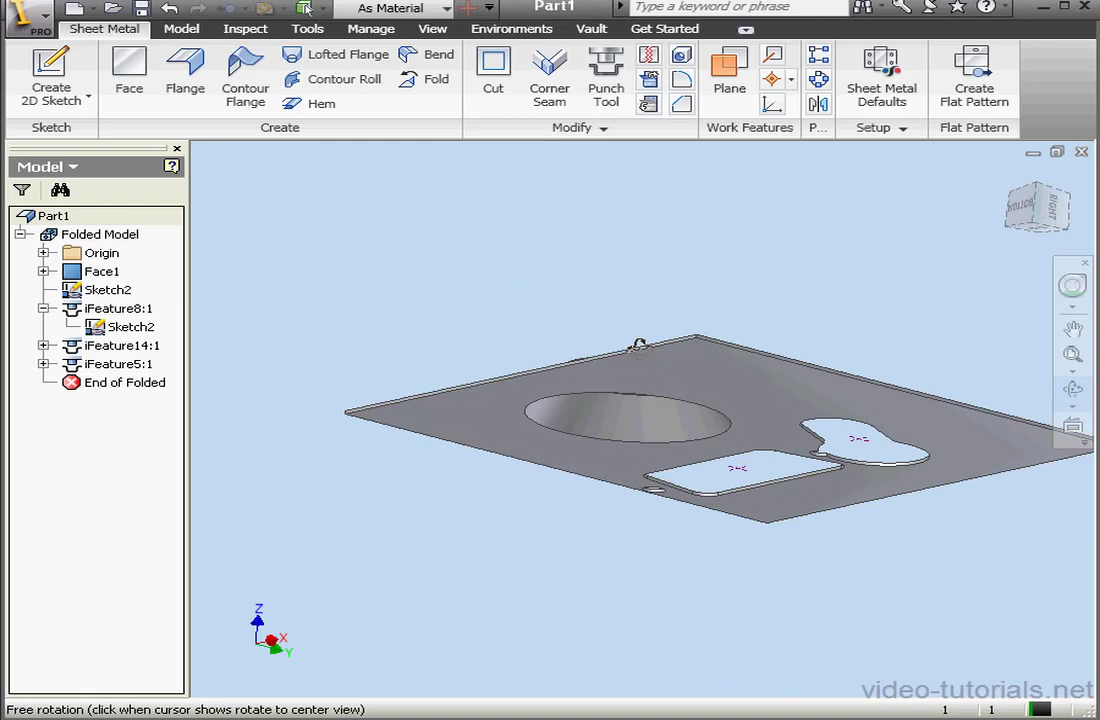 As Material
Part1
Type a keyword or phrase
PRO
Sheet Metal
Model
Inspect
Tools
Manage
View
Environments
Vault
Get Started
Create
2D Sketch
Face
Flange
Contour
Flange
Lofted Flange
Contour Roll
Hem
Bend
Fold
Cut
Corner
Seam
Punch
Tool
Plane
Sheet Metal
Defaults
Create
Flat Pattern
Sketch
Create
Modify
Work Features
P...
Setup
Flat Pattern
Model
Part1
Folded Model
Origin
Face1
Sketch2
iFeature8:1
Sketch2
iFeature14:1
iFeature5:1
End of Folded
BOTTOM
RIGHT
Z
X
Y
video-tutorials.net
Free rotation (click when cursor shows rotate to center view)
1
1